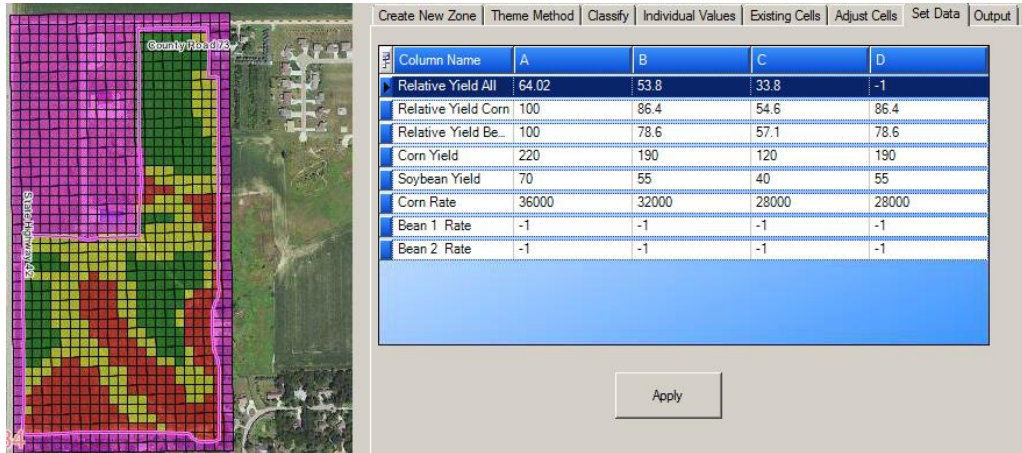 County Road 73
State Highway 42
34
Create New Zone Theme Method Classify Individual Values Existing Cells Adjust Cells Set Data Output
Column Name A B C D
Relative Yield All 64.02 53.8 33.8 -1
Relative Yield Corn 100 86.4 54.6 86.4
Relative Yield Be... 100 78.6 57.1 78.6
Corn Yield 220 190 120 190
Soybean Yield 70 55 40 55
Corn Rate 36000 32000 28000 28000
Bean 1 Rate -1 -1 -1 -1
Bean 2 Rate -1 -1 -1 -1
Apply